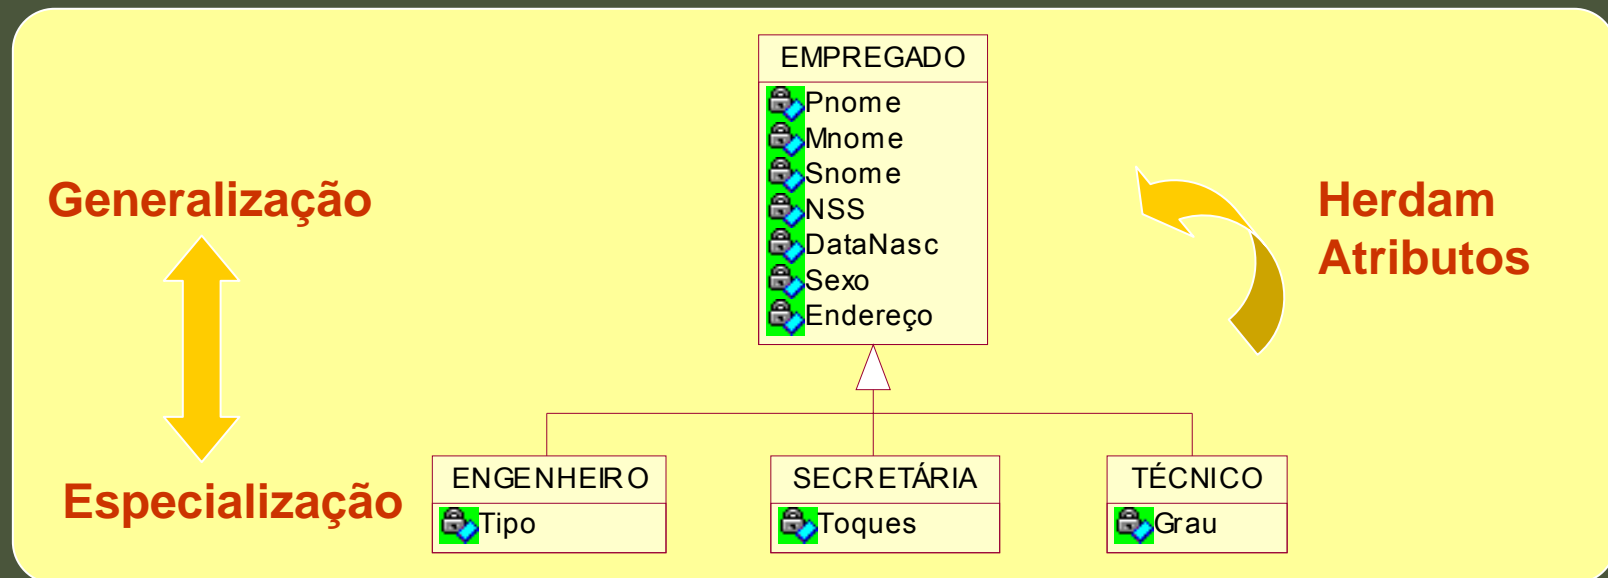 EMPREGADO
Pnome
Mnome
Snome
NSS
DataNasc
Sexo
Endereço
Generalização
Herdam
Atributos
Especialização
ENGENHEIRO
Tipo
SECRETÁRIA
Toques
TÉCNICO
Grau